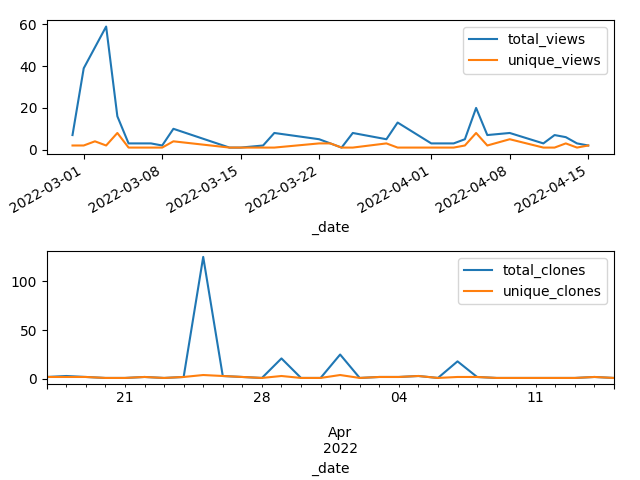 60
40
20
0
total_views
unique_views
2022-03-01
2022-03-08
2022-03-15
2022-03-22
2022-04-01
2022-04-08
2022-04-15
_date
100
50
0
total_clones
unique_clones
21
28
04
11
Apr
2022
_date